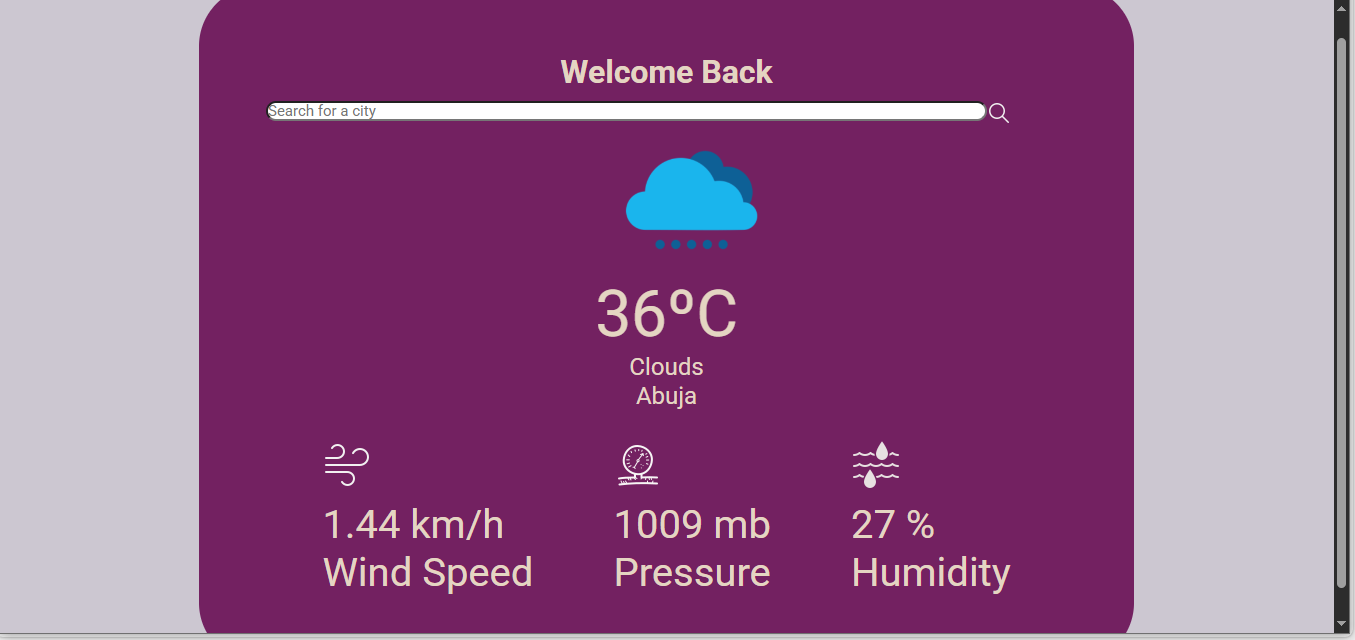 Welcome Back
Search for a city
36ºC
Clouds
Abuja
1.44 km/h
Wind Speed
1009 mb
Pressure
27 %
Humidity